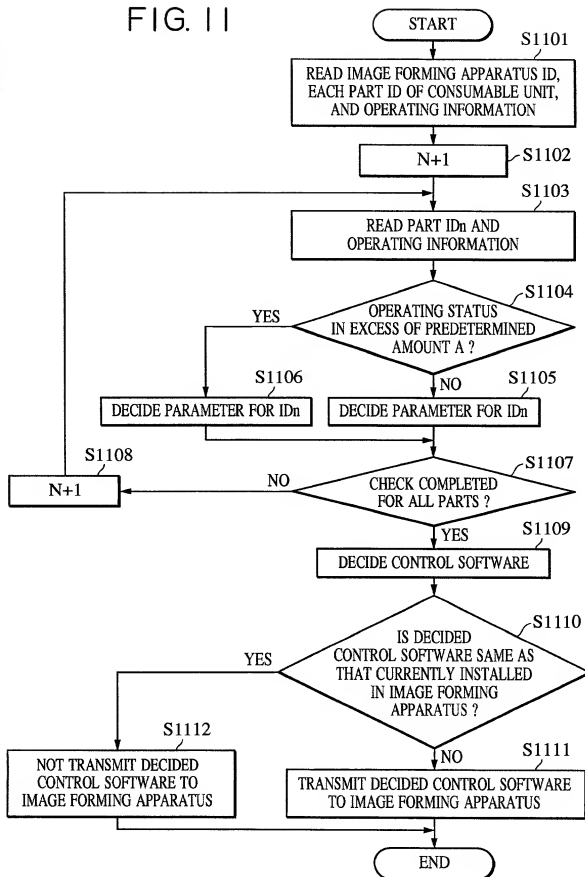 FIG. 11
START
S1101
READ IMAGE FORMING APPARATUS ID,
EACH PART ID OF CONSUMABLE UNIT,
AND OPERATING INFORMATION
S1102
N+1
S1103
READ PART IDn AND
OPERATING INFORMATION
S1104
OPERATING STATUS
IN EXCESS OF PREDETERMINED
AMOUNT A ?
YES
NO
S1106
DECIDE PARAMETER FOR IDn
S1105
DECIDE PARAMETER FOR IDn
S1107
CHECK COMPLETED
FOR ALL PARTS ?
NO
S1108
N+1
YES
S1109
DECIDE CONTROL SOFTWARE
S1110
IS DECIDED
CONTROL SOFTWARE SAME AS
THAT CURRENTLY INSTALLED
IN IMAGE FORMING
APPARATUS ?
YES
NO
S1112
NOT TRANSMIT DECIDED
CONTROL SOFTWARE TO
IMAGE FORMING APPARATUS
S1111
TRANSMIT DECIDED CONTROL SOFTWARE
TO IMAGE FORMING APPARATUS
END